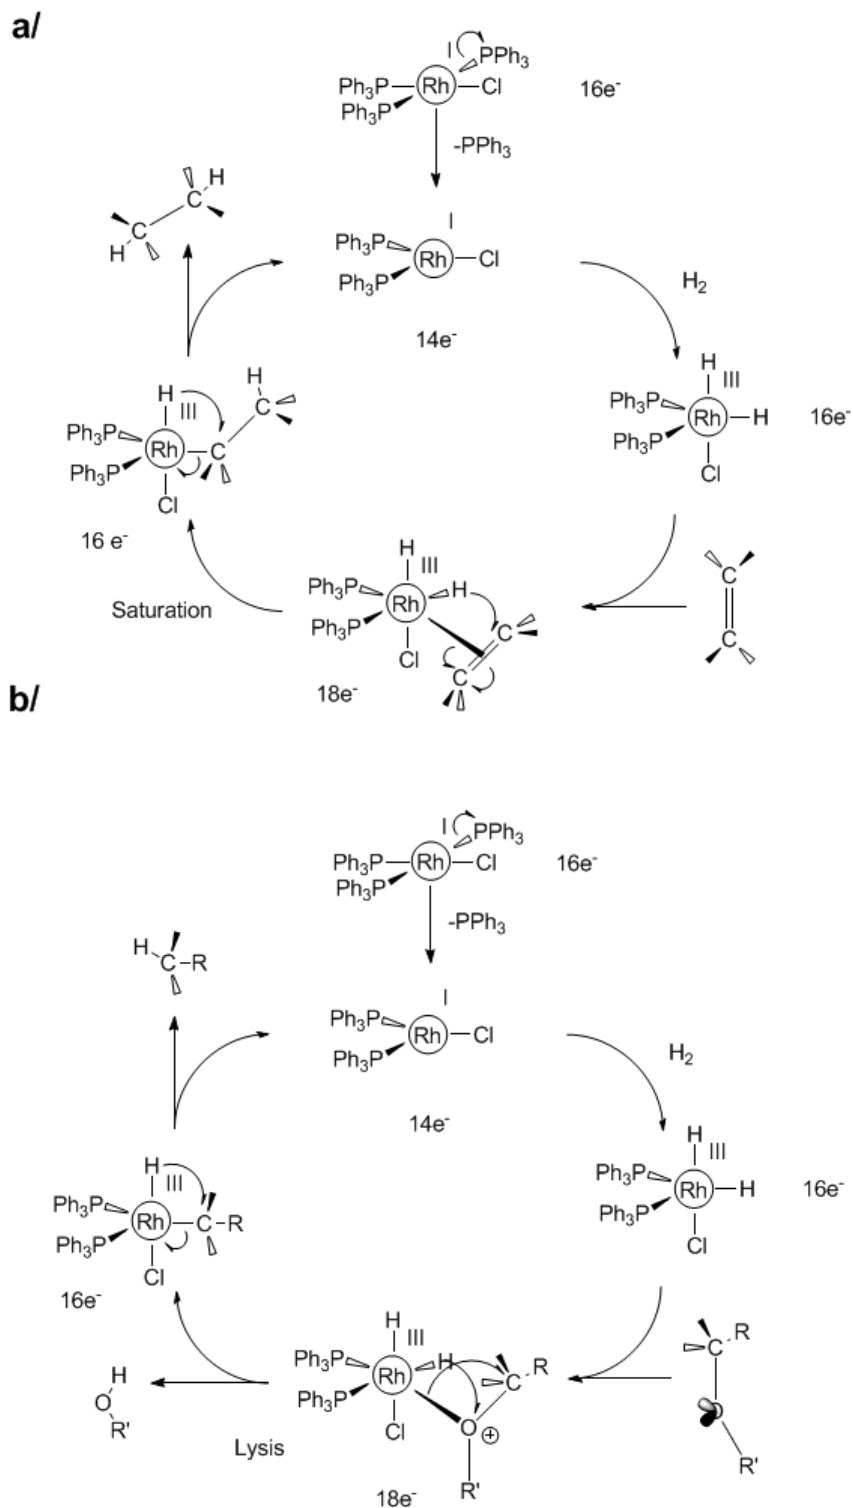 a/
I
PPh3
Ph3P Rh Cl
Ph3P
16e-
-PPh3
I
Ph3P
Rh Cl
Ph3P
14e-
H2
H
III
Ph3P
Rh H
Ph3P
Cl
16e-
H
C
C
H
H
C
H
III
Ph3P
Rh C
Ph3P
Cl
16 e-
Saturation
H
III
Ph3P
H
Rh
C
Ph3P
Cl
C
18e-
C
C
b/
I
PPh3
Ph3P Rh Cl
Ph3P
16e-
-PPh3
I
Ph3P
Rh Cl
Ph3P
14e-
H2
H
III
Ph3P
Rh H
Ph3P
Cl
16e-
H
C R
H
III
Ph3P
Rh C R
Ph3P
Cl
16e-
H
O
R'
Lysis
H
III
Ph3P
H
Rh
C R
Ph3P
Cl
O +
R'
18e-
R
C
O
R'